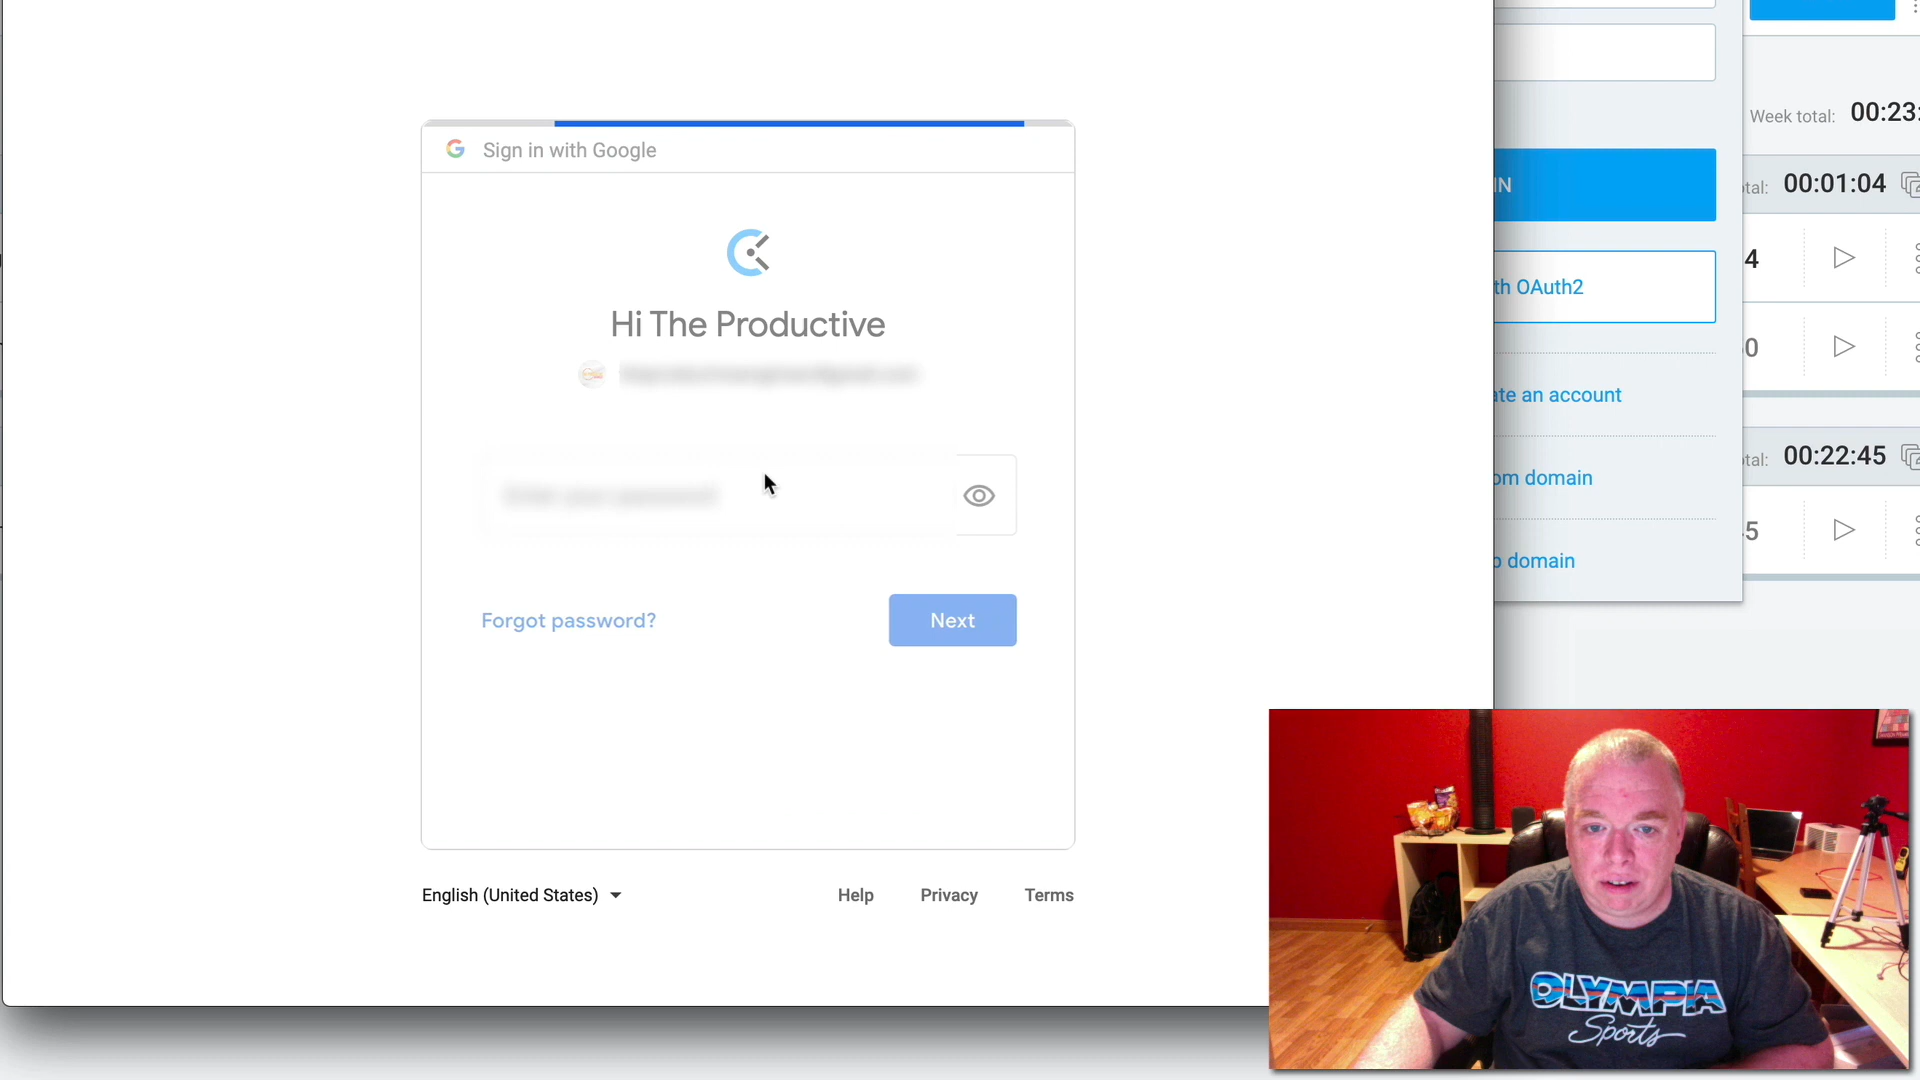 Week total: 00:23:
Sign in with Google
tal: 00:01:04
IN
4
th OAuth2
Hi The Productive
0
ate an account
tal: 00:22:45
om domain
5
domain
Forgot password?
Next
English (United States)
Help
Privacy
Terms
OLYMPIA
Sports